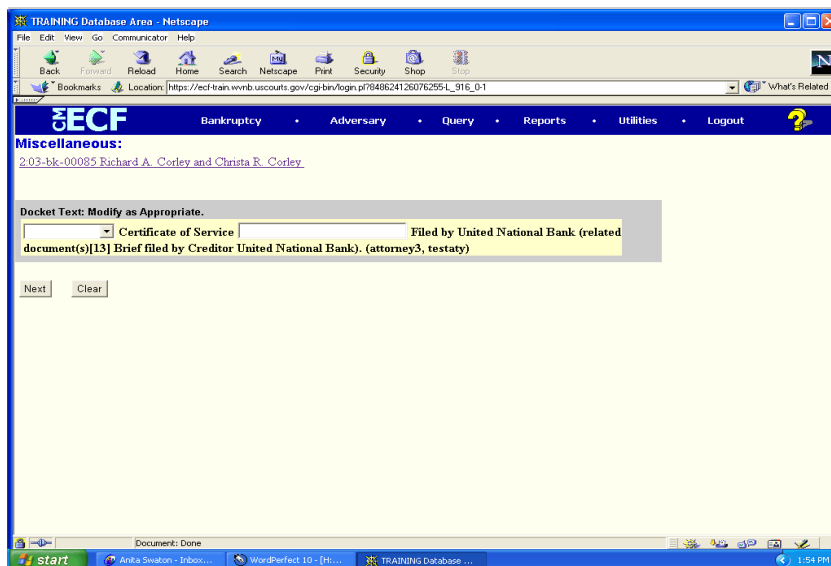 TRAINING Database Area - Netscape
File Edit View Go Communicator Help
Back Forward Reload Home Search Netscape Print Security Shop Stop
Bookmarks Location: https://ecf-train.wvnb.uscourts.gov/cgi-bin/login.pl?848624126076255-L_916_0-1 What's Related
CM ECF Bankruptcy • Adversary • Query • Reports • Utilities • Logout ?
Miscellaneous:
2:03-bk-00085 Richard A. Corley and Christa R. Corley
Docket Text: Modify as Appropriate.
Certificate of Service Filed by United National Bank (related
document(s)[13] Brief filed by Creditor United National Bank). (attorney3, testaty)
Next Clear
Document: Done
start Anita Swaton - Inbox... WordPerfect 10 - [H:... TRAINING Database ... 1:54 PM